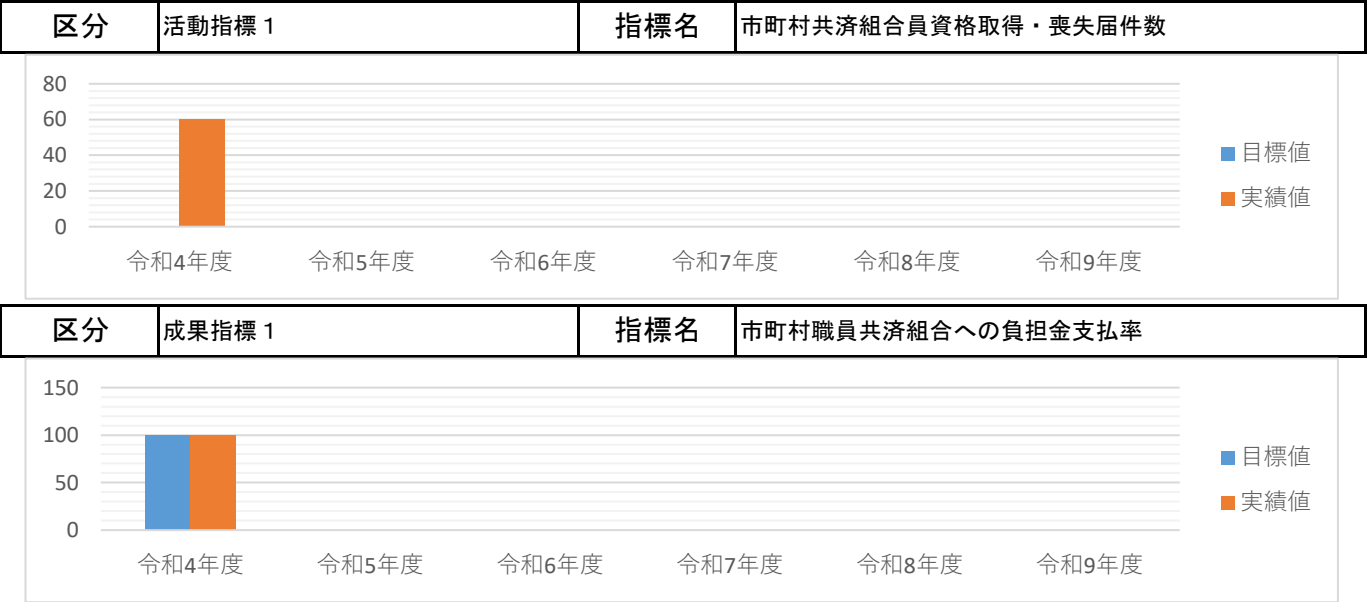 区分 活動指標１ 指標名 市町村共済組合員資格取得・喪失届件数
80
60
40
20
0
令和4年度 令和5年度 令和6年度 令和7年度 令和8年度 令和9年度
目標値
実績値
区分 成果指標１ 指標名 市町村職員共済組合への負担金支払率
150
100
50
0
令和4年度 令和5年度 令和6年度 令和7年度 令和8年度 令和9年度
目標値
実績値